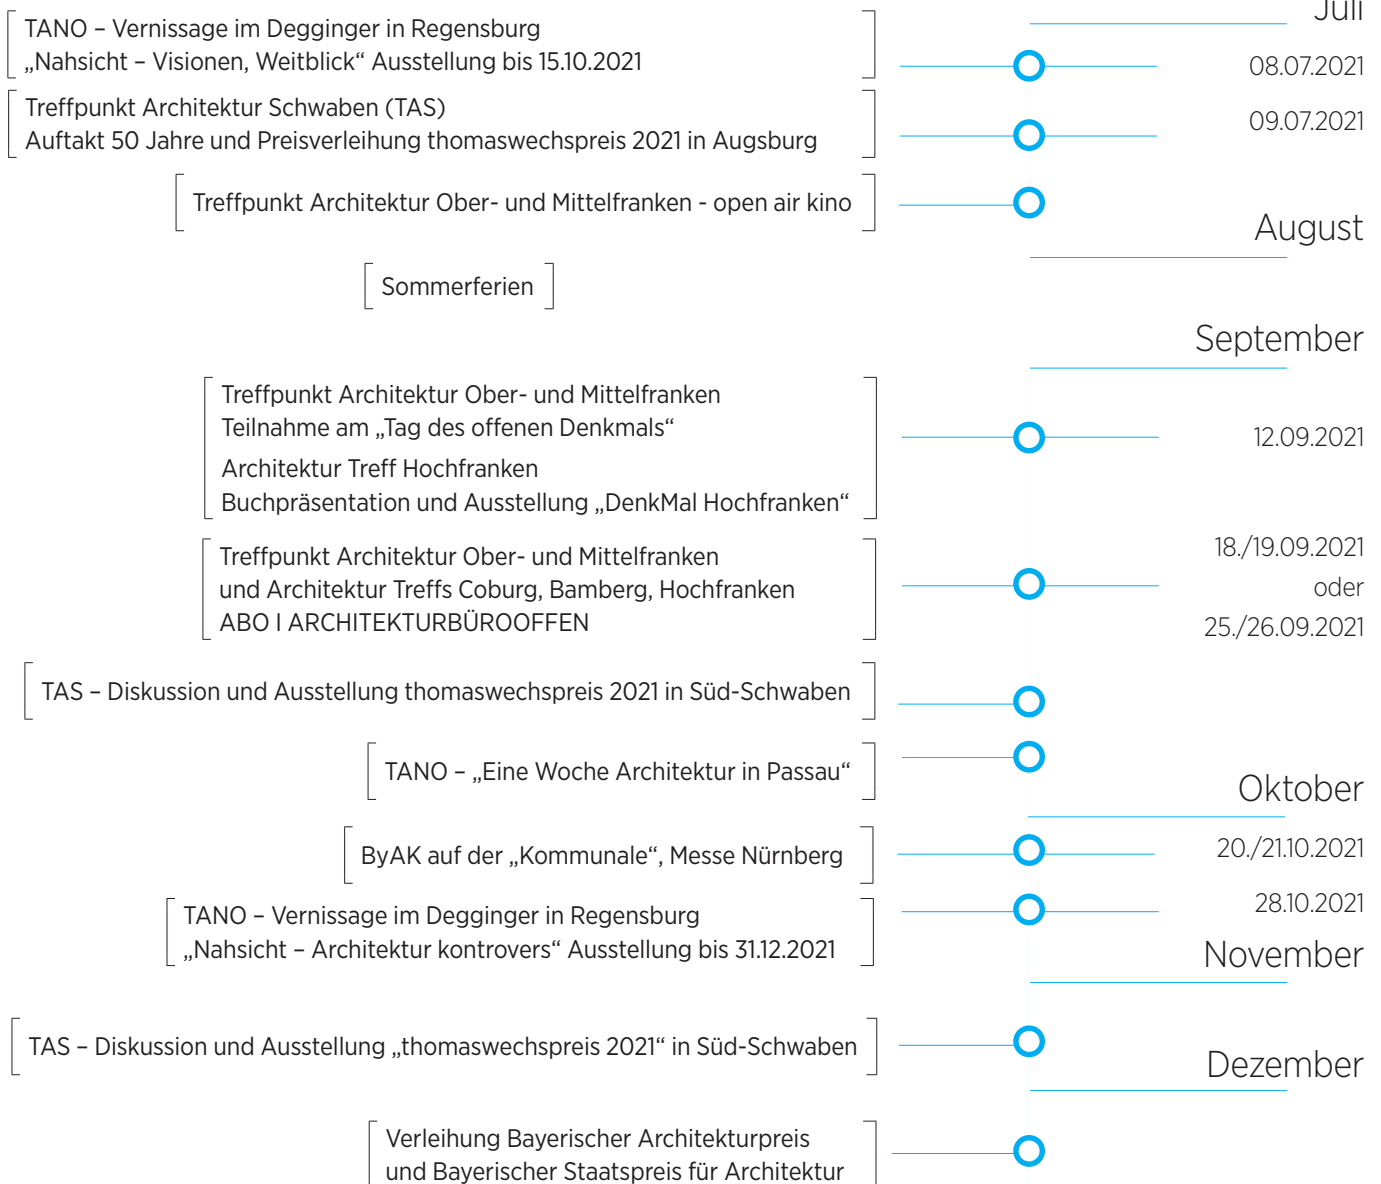 Juli
TANO – Vernissage im Degginger in Regensburg
„Nahsicht – Visionen, Weitblick“ Ausstellung bis 15.10.2021
08.07.2021
Treffpunkt Architektur Schwaben (TAS)
Auftakt 50 Jahre und Preisverleihung thomaswechspreis 2021 in Augsburg
09.07.2021
Treffpunkt Architektur Ober- und Mittelfranken - open air kino
August
Sommerferien
September
Treffpunkt Architektur Ober- und Mittelfranken
Teilnahme am „Tag des offenen Denkmals“
Architektur Treff Hochfranken
Buchpräsentation und Ausstellung „DenkMal Hochfranken“
12.09.2021
Treffpunkt Architektur Ober- und Mittelfranken
und Architektur Treffs Coburg, Bamberg, Hochfranken
ABO I ARCHITEKTURBÜROOFFEN
18./19.09.2021
oder
25./26.09.2021
TAS – Diskussion und Ausstellung thomaswechspreis 2021 in Süd-Schwaben
TANO – „Eine Woche Architektur in Passau“
Oktober
ByAK auf der „Kommunale“, Messe Nürnberg
20./21.10.2021
TANO – Vernissage im Degginger in Regensburg
„Nahsicht – Architektur kontrovers“ Ausstellung bis 31.12.2021
28.10.2021
November
TAS – Diskussion und Ausstellung „thomaswechspreis 2021“ in Süd-Schwaben
Dezember
Verleihung Bayerischer Architekturpreis
und Bayerischer Staatspreis für Architektur